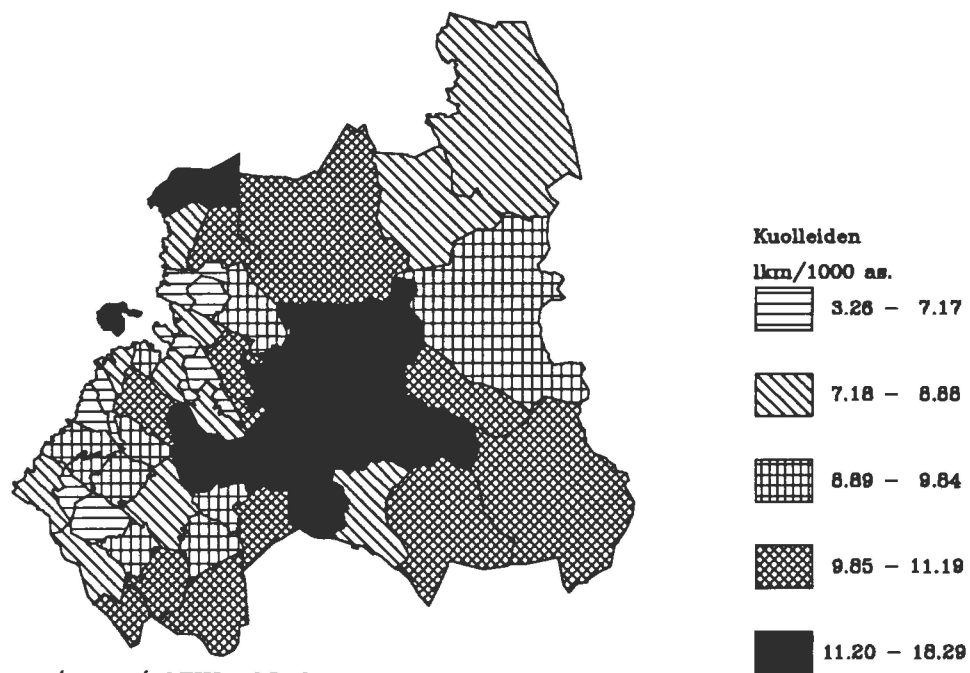 Kuolleiden
lkm/1000 as.
3.26 – 7.17
7.18 – 8.88
8.89 – 9.84
9.85 – 11.19
11.20 – 18.29